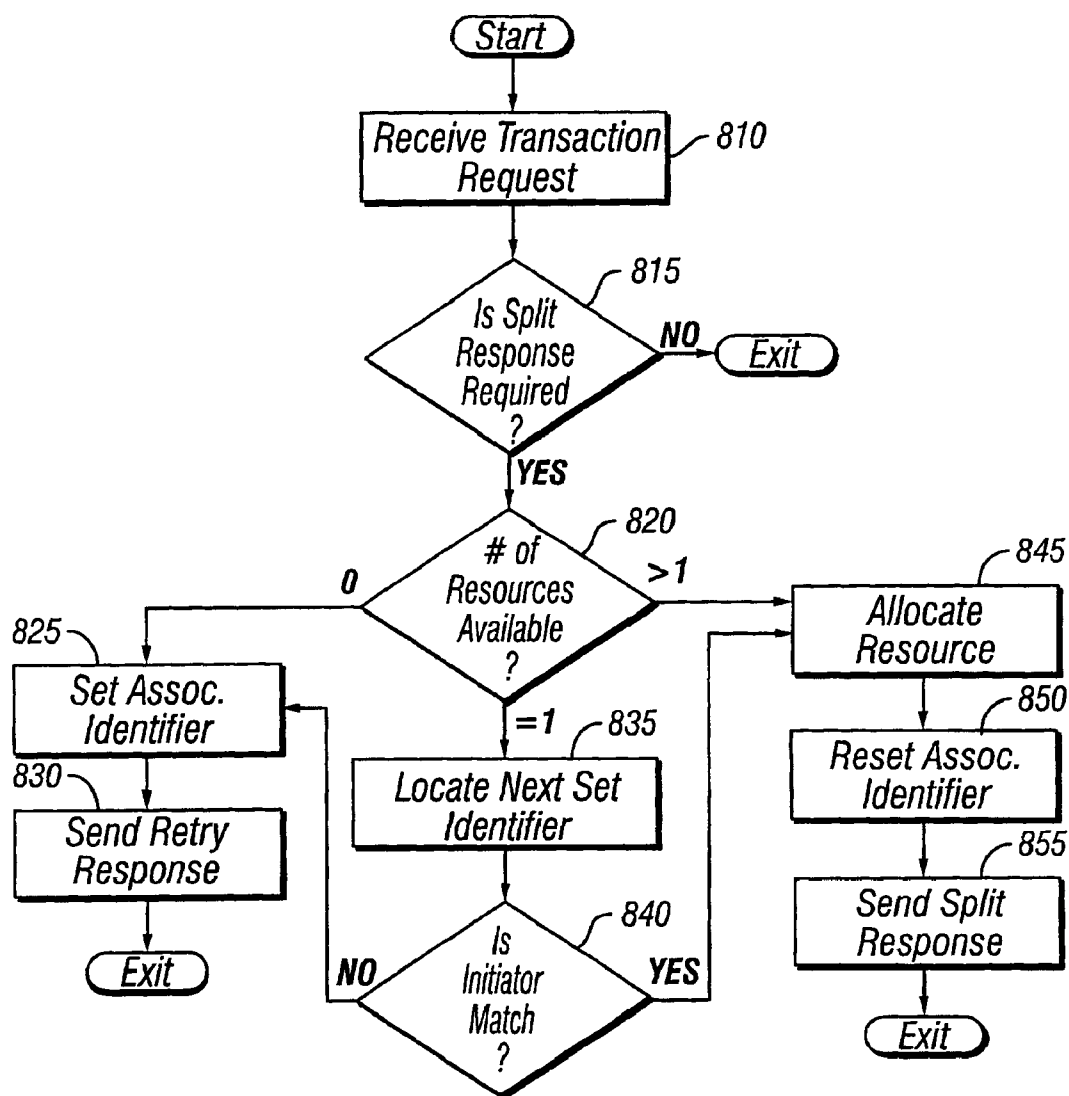 Start
Receive Transaction
Request
810
Is Split
Response
Required
?
815
NO
Exit
YES
# of
Resources
Available
?
820
0
>1
=1
825
Set Assoc.
Identifier
830
Send Retry
Response
Exit
835
Locate Next Set
Identifier
Is
Initiator
Match
?
840
NO
YES
845
Allocate
Resource
850
Reset Assoc.
Identifier
855
Send Split
Response
Exit